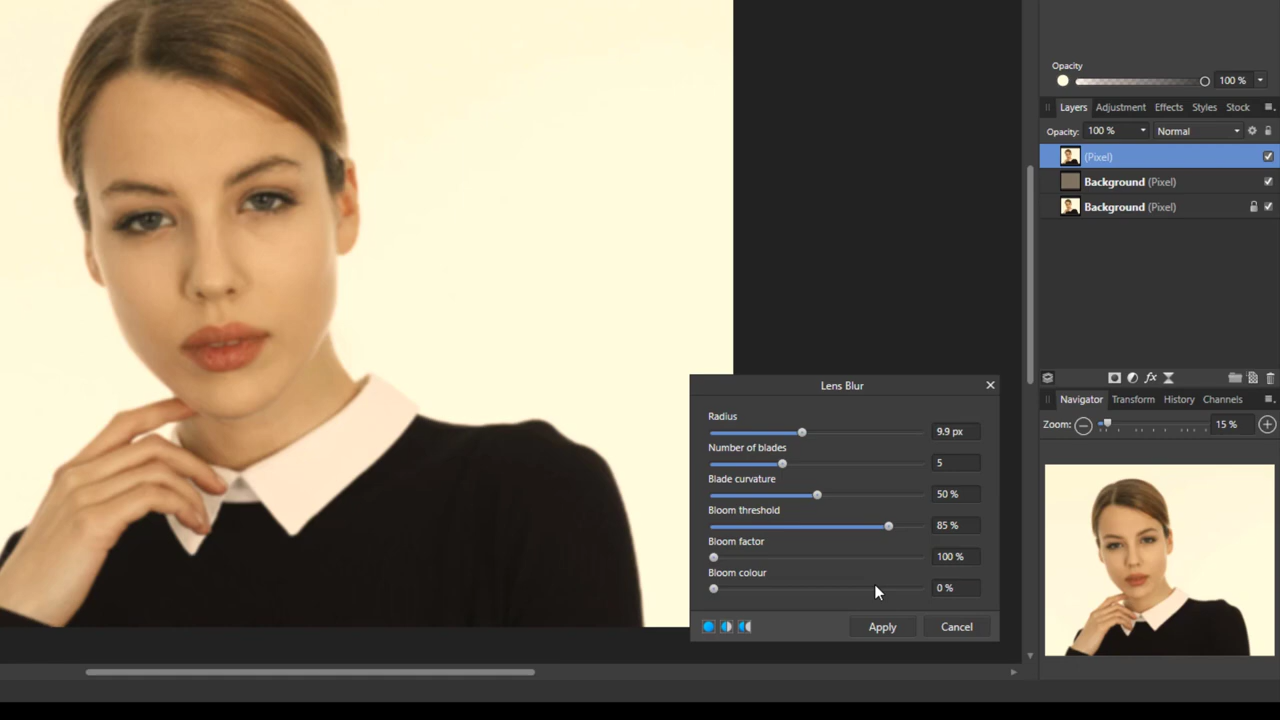 Opacity
100 %
Layers Adjustment Effects Styles Stock
Opacity: 100 % Normal
(Pixel)
Background (Pixel)
Background (Pixel)
Navigator Transform History Channels
Zoom: 15 %
Lens Blur
Radius
9.9 px
Number of blades
5
Blade curvature
50 %
Bloom threshold
85 %
Bloom factor
100 %
Bloom colour
0 %
Apply Cancel